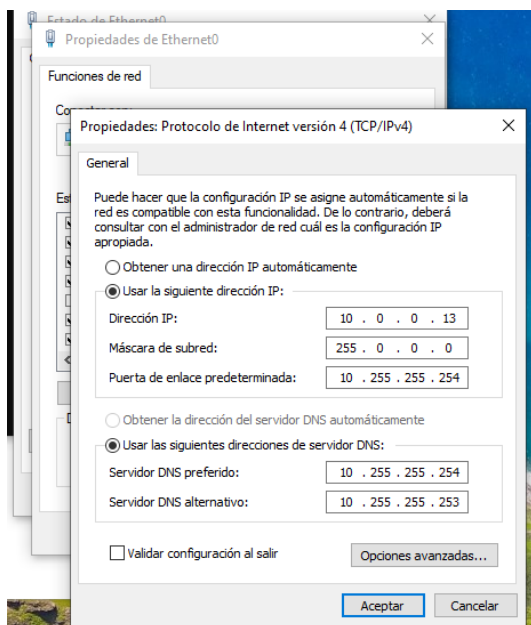 Estado de Ethernet0
Propiedades de Ethernet0
Funciones de red
Propiedades: Protocolo de Internet versión 4 (TCP/IPv4)
General
Puede hacer que la configuración IP se asigne automáticamente si la
red es compatible con esta funcionalidad. De lo contrario, deberá
consultar con el administrador de red cuál es la configuración IP
apropiada.
Obtener una dirección IP automáticamente
Usar la siguiente dirección IP:
Dirección IP: 10 . 0 . 0 . 13
Máscara de subred: 255 . 0 . 0 . 0
Puerta de enlace predeterminada: 10 . 255 . 255 . 254
Obtener la dirección del servidor DNS automáticamente
Usar las siguientes direcciones de servidor DNS:
Servidor DNS preferido: 10 . 255 . 255 . 254
Servidor DNS alternativo: 10 . 255 . 255 . 253
Validar configuración al salir
Opciones avanzadas...
Aceptar
Cancelar